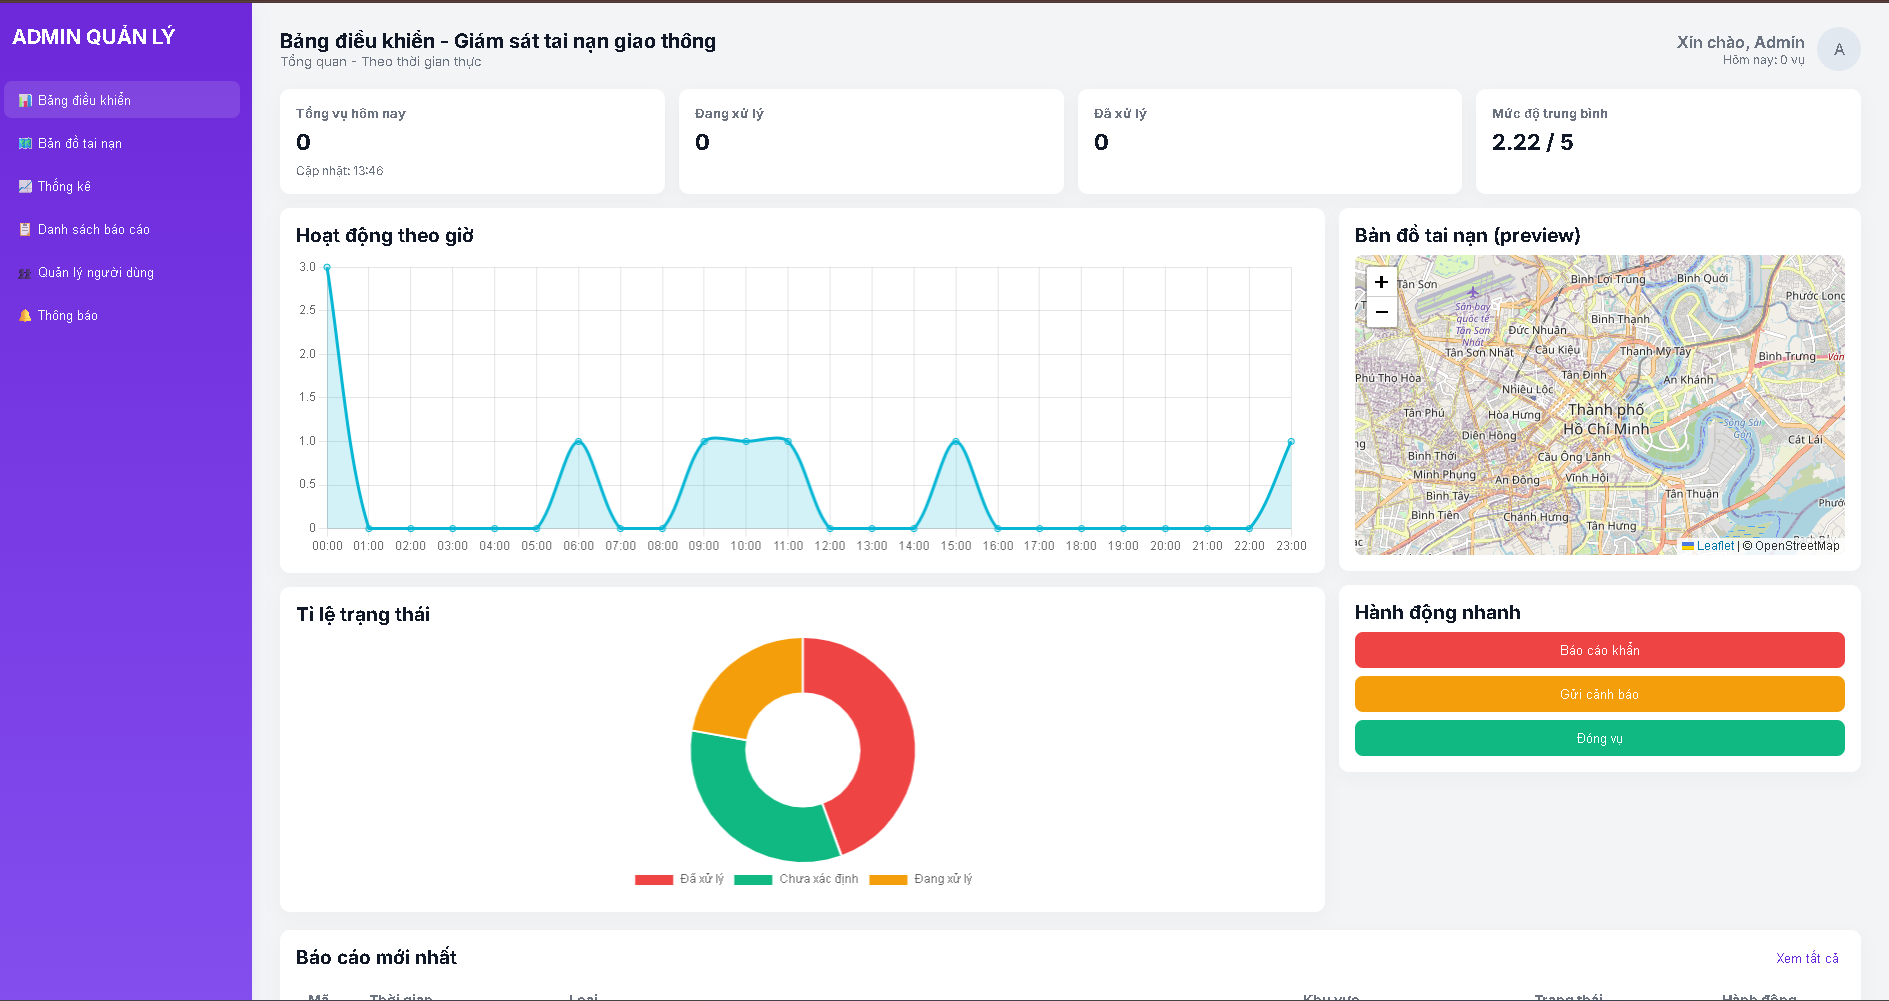 ADMIN QUẢN LÝ
Bảng điều khiển
Bản đồ tai nạn
Thống kê
Danh sách báo cáo
Quản lý người dùng
Thông báo
Bảng điều khiển - Giám sát tai nạn giao thông
Tổng quan - Theo thời gian thực
Xin chào, Admin
Hôm nay: 0 vụ
A
Tổng vụ hôm nay
0
Cập nhật: 13:46
Đang xử lý
0
Đã xử lý
0
Mức độ trung bình
2.22 / 5
Hoạt động theo giờ
3.0
2.5
2.0
1.5
1.0
0.5
0
00:00 01:00 02:00 03:00 04:00 05:00 06:00 07:00 08:00 09:00 10:00 11:00 12:00 13:00 14:00 15:00 16:00 17:00 18:00 19:00 20:00 21:00 22:00 23:00
Bản đồ tai nạn (preview)
+
−
Tân Sơn
Bình Lợi Trung
Bình Quới
Phước Long
Sân bay
quốc tế
Tân Sơn
Nhất
Bình Thạnh
Đức Nhuận
Tân Sơn Nhất
Cầu Kiệu
Thạnh Mỹ Tây
Bình Trưng
Phú Thọ Hòa
Tân Định
An Khánh
Nhiêu Lộc
Tân Phú
Hòa Hưng
Thành phố
Hồ Chí Minh
Sông Sài
Gòn
Diên Hồng
Cát Lái
Bình Thới
Cầu Ông Lãnh
Minh Phụng
An Đông
Vĩnh Hội
Bình Tây
Tân Thuận
Bình Tiên
Chánh Hưng
Tân Hưng
Leaflet | © OpenStreetMap
Tỉ lệ trạng thái
Đã xử lý Chưa xác định Đang xử lý
Hành động nhanh
Báo cáo khẩn
Gửi cảnh báo
Đóng vụ
Báo cáo mới nhất
Xem tất cả
Mã Thời gian Loại Khu vực Trạng thái Hành động